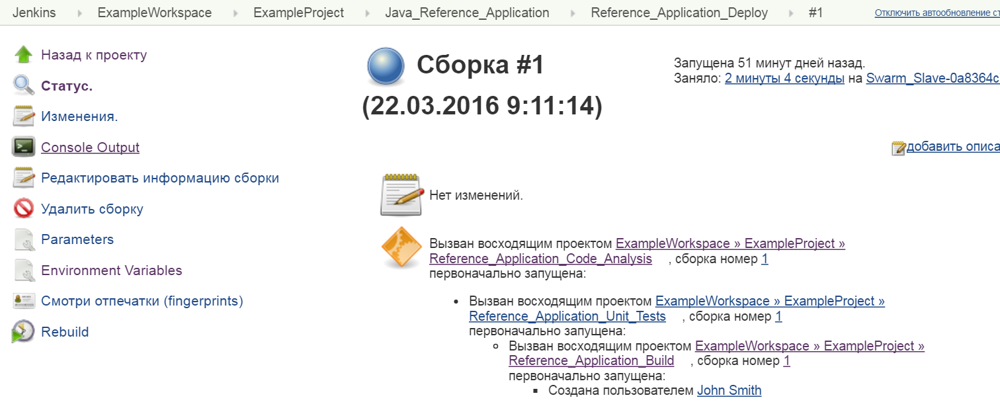 Jenkins ExampleWorkspace ExampleProject Java_Reference_Application Reference_Application_Deploy #1 Отключить автообновление ст
Назад к проекту
Статус.
Изменения.
Console Output
Редактировать информацию сборки
Удалить сборку
Parameters
Environment Variables
Смотри отпечатки (fingerprints)
Rebuild
Сборка #1
(22.03.2016 9:11:14)
Запущена 51 минут дней назад.
Заняло: 2 минуты 4 секунды на Swarm_Slave-0a8364c
добавить описа
Нет изменений.
Вызван восходящим проектом ExampleWorkspace » ExampleProject »
Reference_Application_Code_Analysis , сборка номер 1
первоначально запущена:
Вызван восходящим проектом ExampleWorkspace » ExampleProject »
Reference_Application_Unit_Tests , сборка номер 1
первоначально запущена:
Вызван восходящим проектом ExampleWorkspace » ExampleProject »
Reference_Application_Build , сборка номер 1
первоначально запущена:
Создана пользователем John Smith